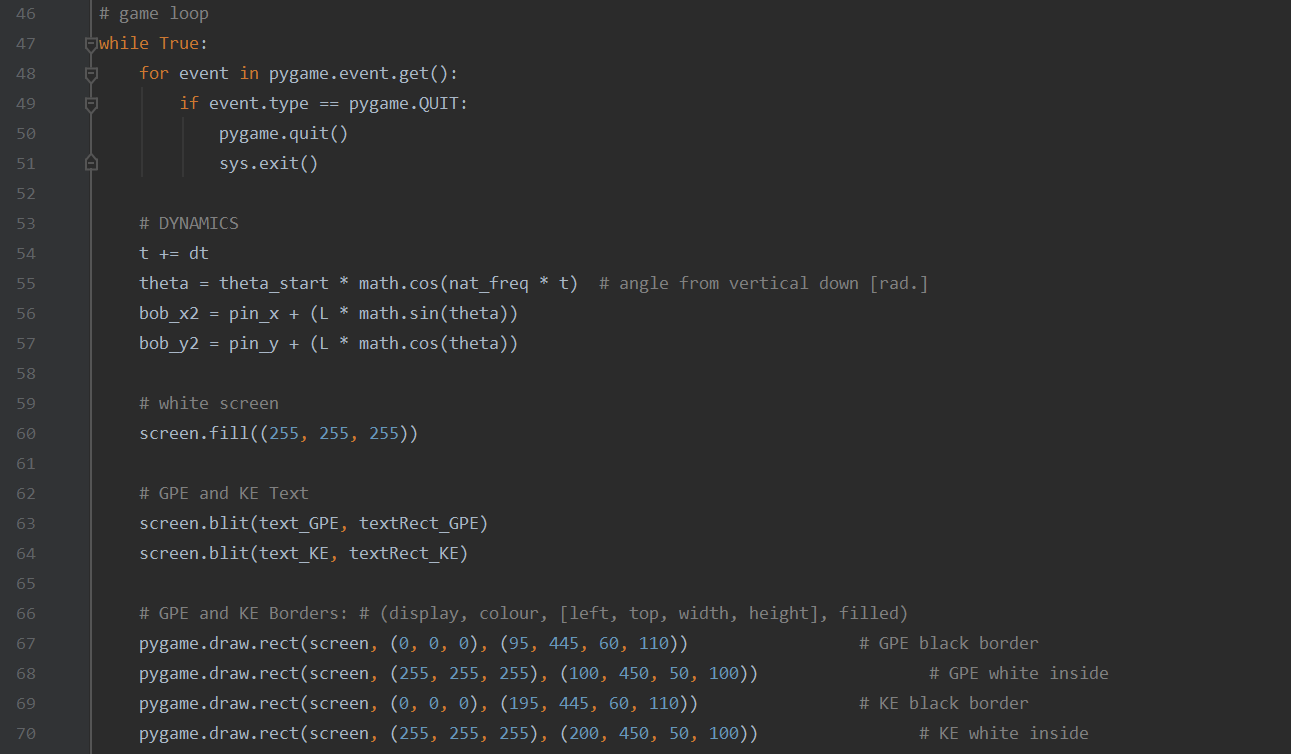 46 # game loop
47 while True:
48     for event in pygame.event.get():
49         if event.type == pygame.QUIT:
50             pygame.quit()
51             sys.exit()
52
53     # DYNAMICS
54     t += dt
55     theta = theta_start * math.cos(nat_freq * t)  # angle from vertical down [rad.]
56     bob_x2 = pin_x + (L * math.sin(theta))
57     bob_y2 = pin_y + (L * math.cos(theta))
58
59     # white screen
60     screen.fill((255, 255, 255))
61
62     # GPE and KE Text
63     screen.blit(text_GPE, textRect_GPE)
64     screen.blit(text_KE, textRect_KE)
65
66     # GPE and KE Borders: # (display, colour, [left, top, width, height], filled)
67     pygame.draw.rect(screen, (0, 0, 0), (95, 445, 60, 110))                 # GPE black border
68     pygame.draw.rect(screen, (255, 255, 255), (100, 450, 50, 100))                 # GPE white inside
69     pygame.draw.rect(screen, (0, 0, 0), (195, 445, 60, 110))                # KE black border
70     pygame.draw.rect(screen, (255, 255, 255), (200, 450, 50, 100))                # KE white inside